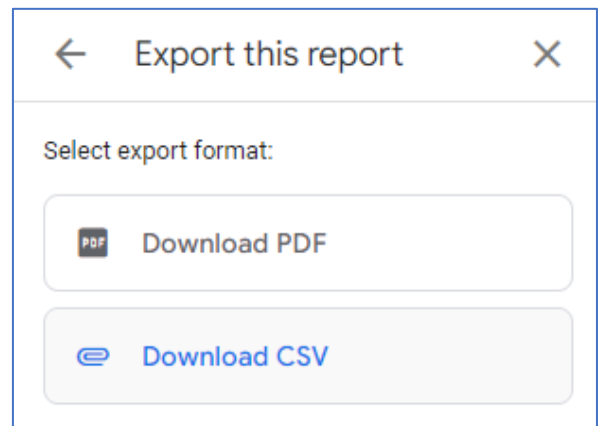 Export this report
Select export format:
PDF Download PDF
Download CSV